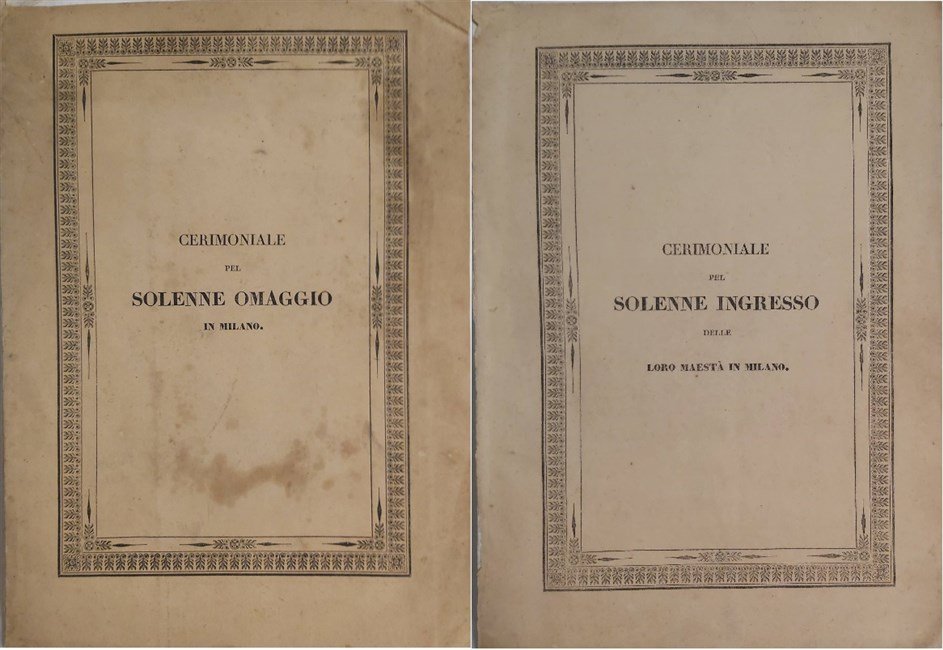 CERIMONIALE
PEL
SOLENNE OMAGGIO
IN MILANO.
CERIMONIALE
PEL
SOLENNE INGRESSO
DELLE
LORO MAESTÀ IN MILANO.